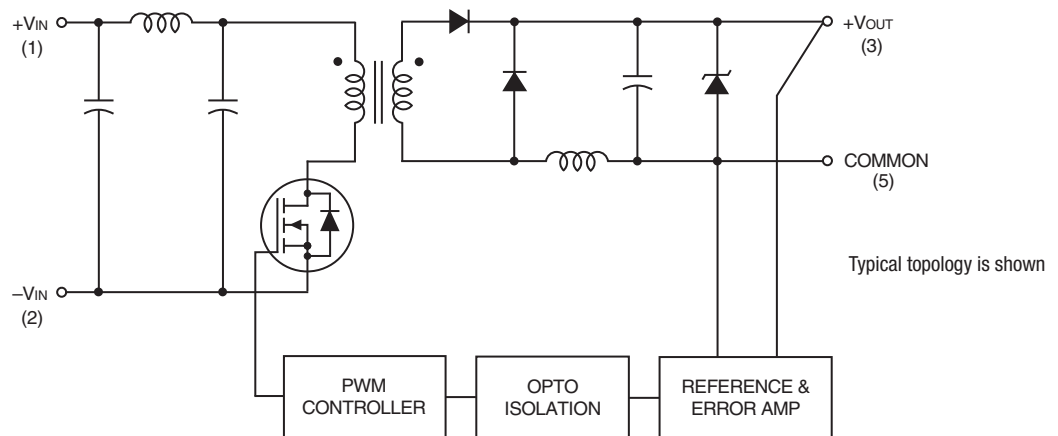 +VIN
(1)
+VOUT
(3)
COMMON
(5)
Typical topology is shown
–VIN
(2)
PWM
CONTROLLER
OPTO
ISOLATION
REFERENCE &
ERROR AMP